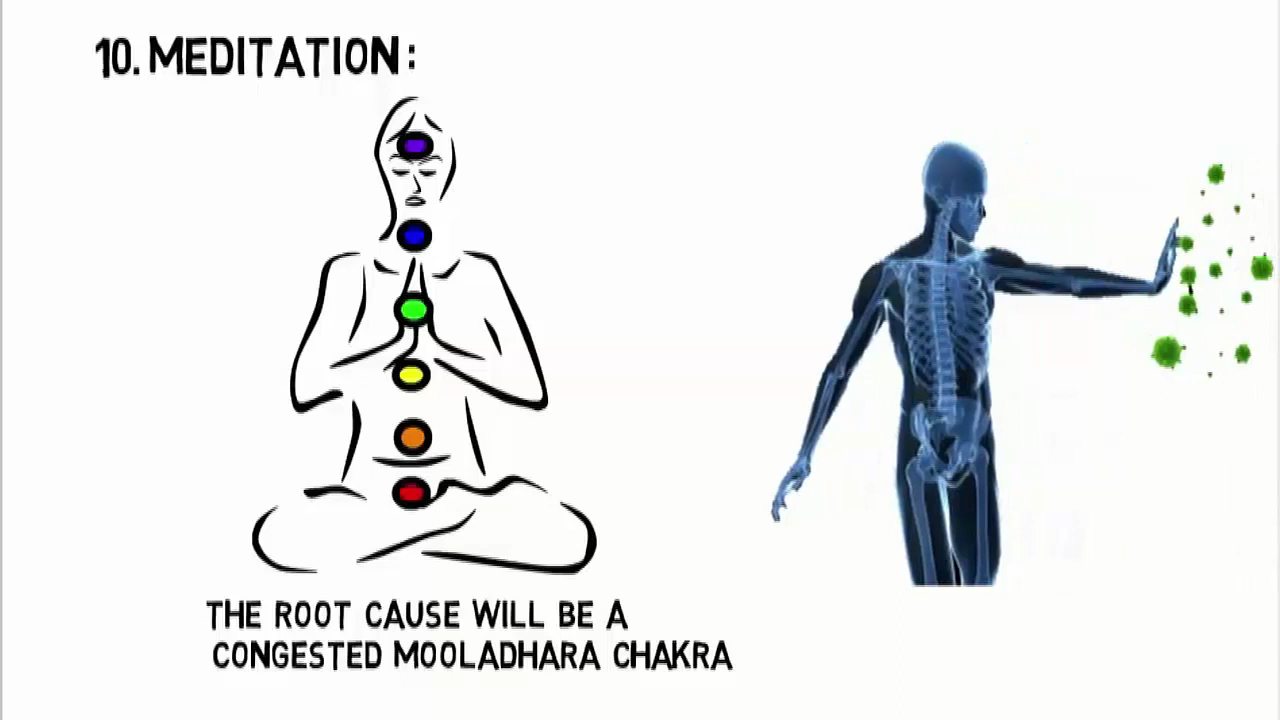 10. MEDITATION:
THE ROOT CAUSE WILL BE A
CONGESTED MOOLADHARA CHAKRA